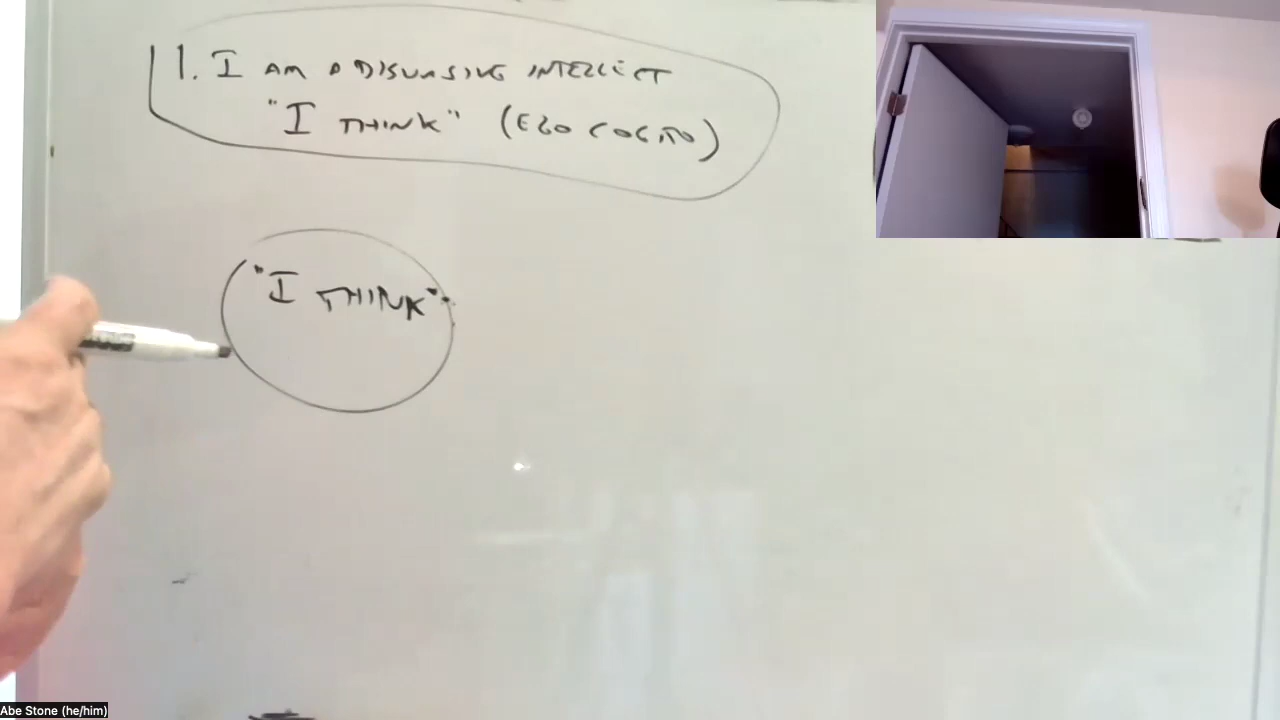 1. I AM A DISCURSIVE INTELLECT
"I THINK" (EGO COGITO)
"I THINK"
Abe Stone (he/him)